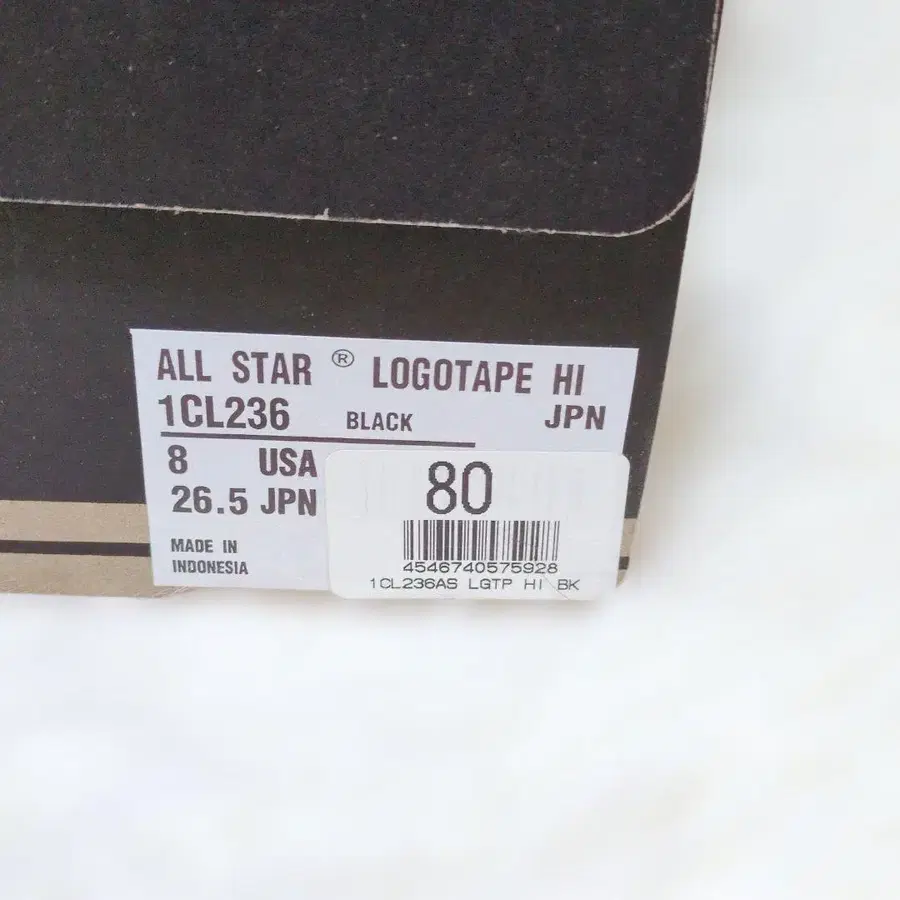 ALL STAR ® LOGOTAPE HI
1CL236 BLACK JPN
8 USA
26.5 JPN
MADE IN
INDONESIA
80
4546740575928
1CL236AS LGTP HI BK